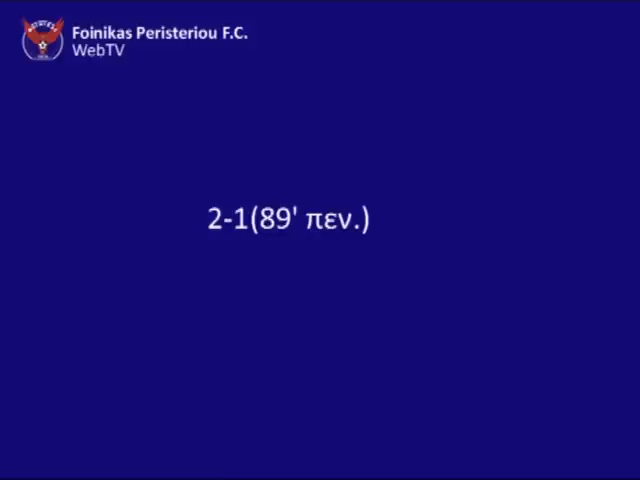 Foinikas Peristeriou F.C.
WebTV
2-1(89' πεν.)